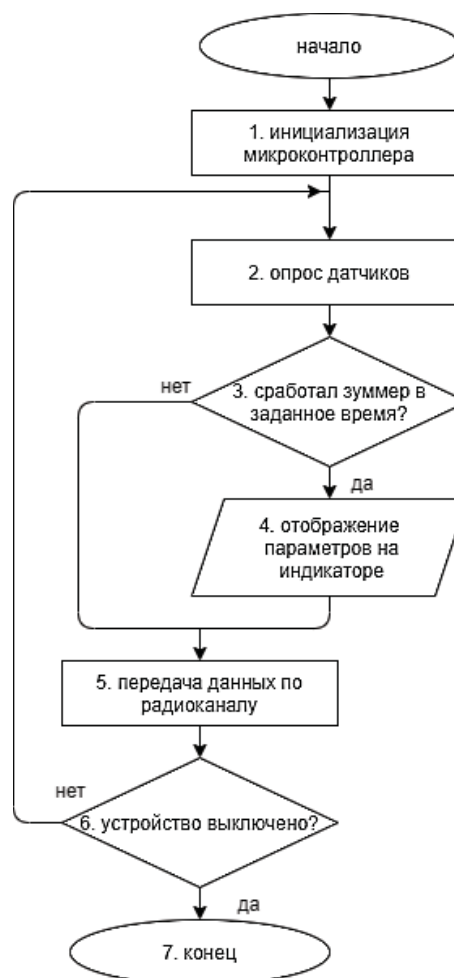 начало
1. инициализация
микроконтроллера
2. опрос датчиков
нет
3. сработал зуммер в
заданное время?
да
4. отображение
параметров на
индикаторе
5. передача данных по
радиоканалу
нет
6. устройство выключено?
да
7. конец